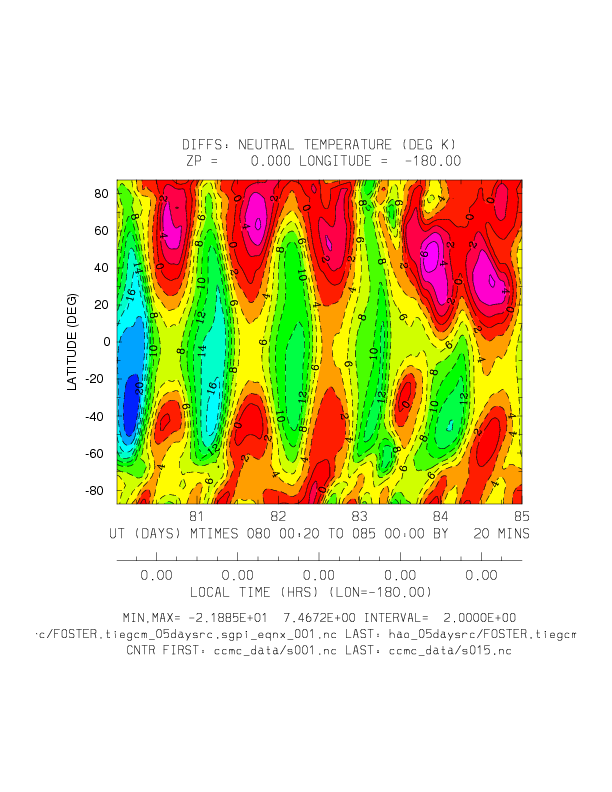 DIFFS: NEUTRAL TEMPERATURE (DEG K)
ZP = 0.000 LONGITUDE = -180.00
LATITUDE (DEG)
80
60
40
20
0
-20
-40
-60
-80
81 82 83 84 85
UT (DAYS) MTIMES 080 00:20 TO 085 00:00 BY 20 MINS
0.00 0.00 0.00 0.00 0.00
LOCAL TIME (HRS) (LON=-180.00)
MIN,MAX= -2.1885E+01 7.4672E+00 INTERVAL= 2.0000E+00
c/FOSTER.tiegcm_05daysrc.sgpi_eqnx_001.nc LAST: hao_05daysrc/FOSTER.tiegcm
CNTR FIRST: ccmc_data/s001.nc LAST: ccmc_data/s015.nc